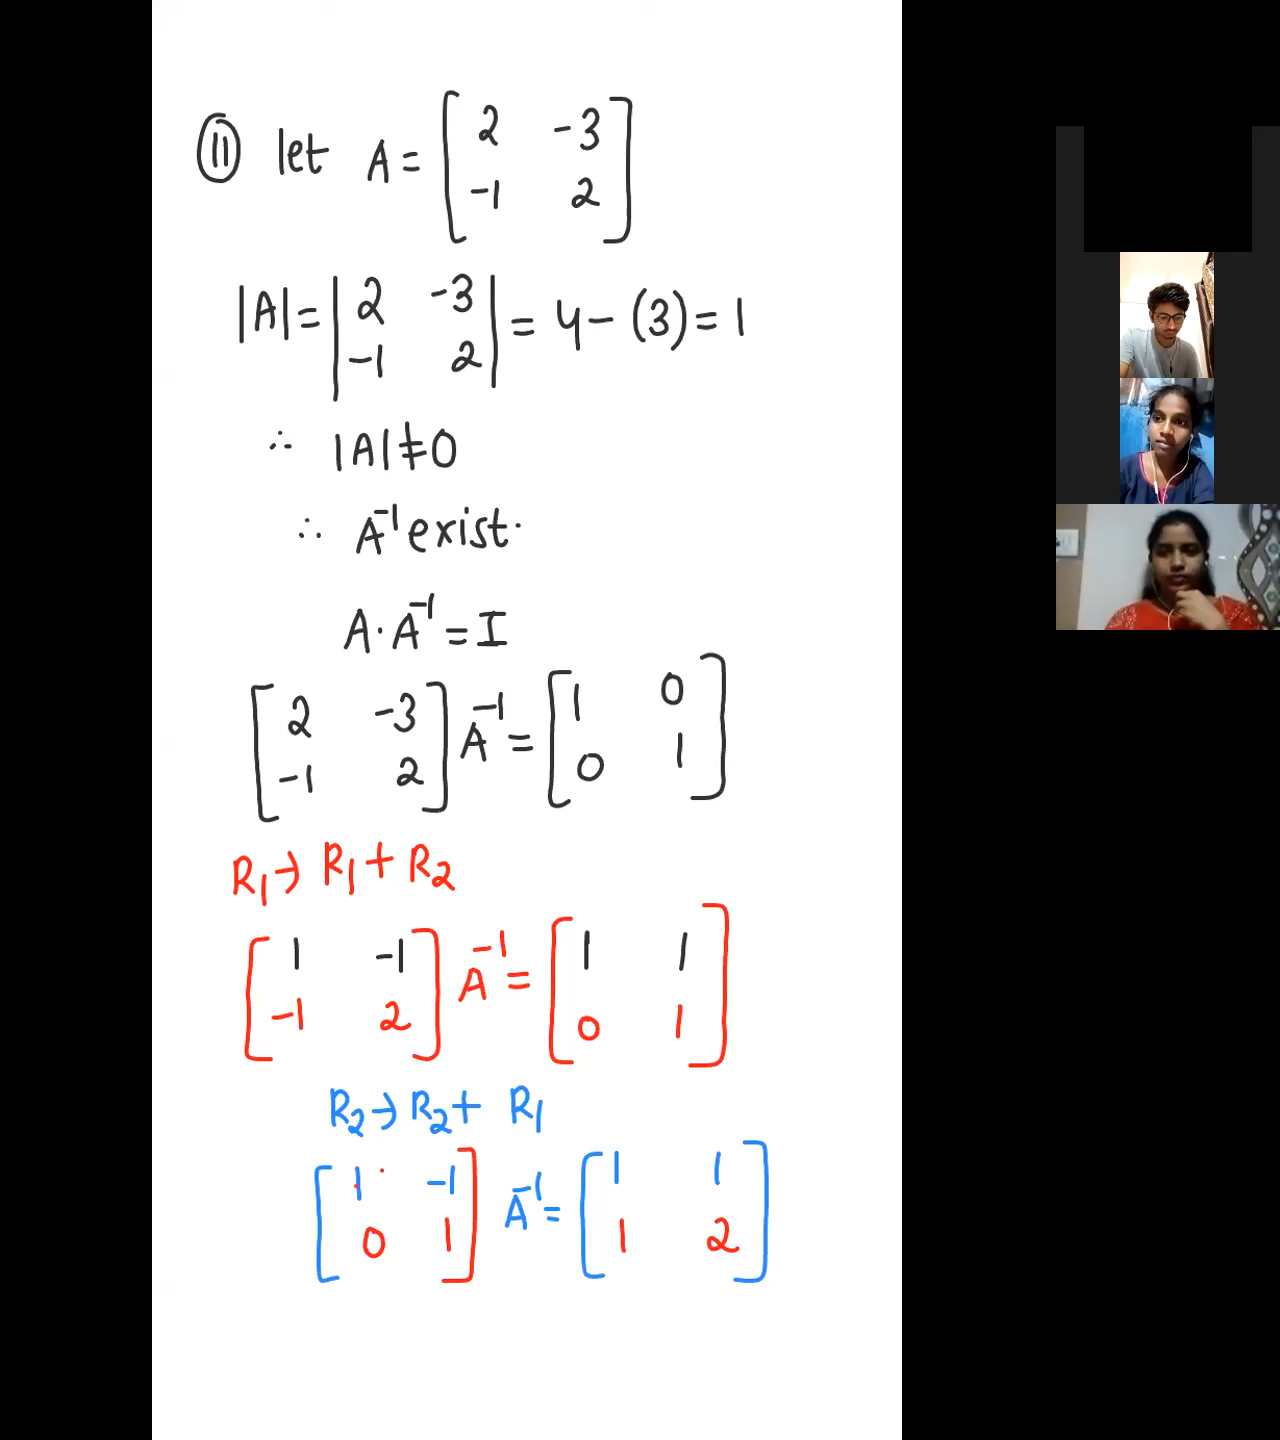 (11) let A = [ 2 -3 ; -1 2 ]
|A| = | 2 -3 ; -1 2 | = 4 - (3) = 1
∴ |A| ≠ 0
∴ A⁻¹ exist.
A · A⁻¹ = I
[ 2 -3 ; -1 2 ] A⁻¹ = [ 1 0 ; 0 1 ]
R₁ → R₁ + R₂
[ 1 -1 ; -1 2 ] A⁻¹ = [ 1 1 ; 0 1 ]
R₂ → R₂ + R₁
[ 1 -1 ; 0 1 ] A⁻¹ = [ 1 1 ; 1 2 ]